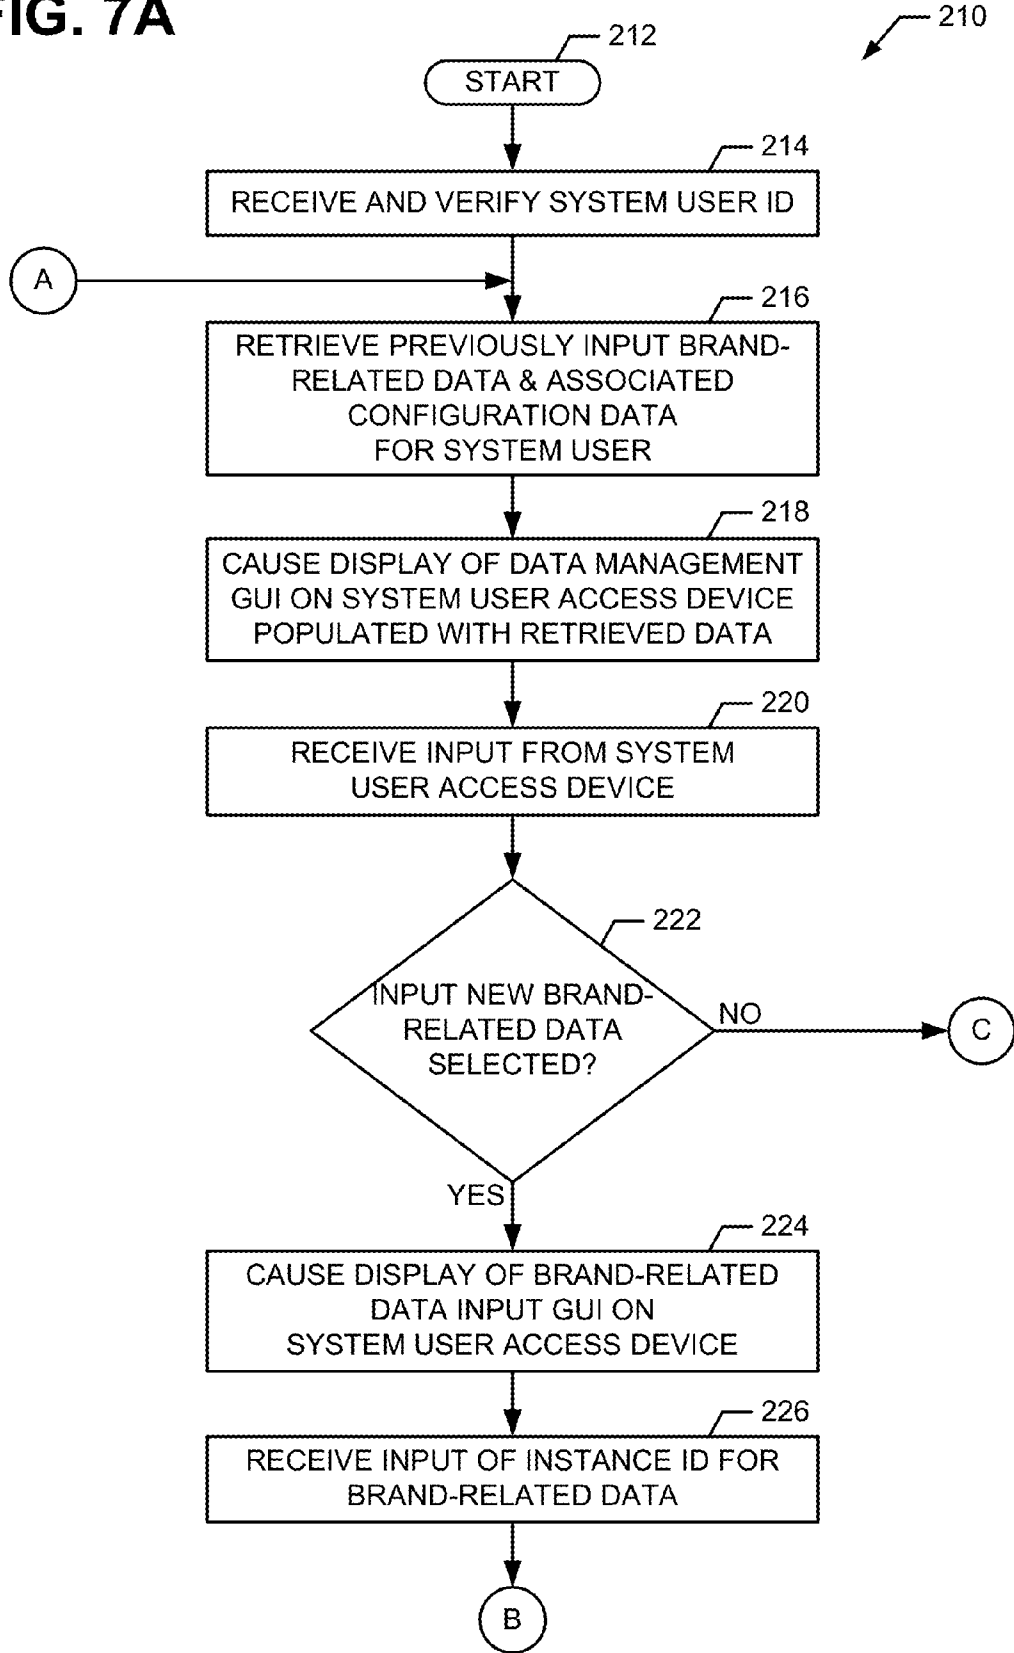 FIG. 7A
210
212
START
214
RECEIVE AND VERIFY SYSTEM USER ID
A
216
RETRIEVE PREVIOUSLY INPUT BRAND-
RELATED DATA & ASSOCIATED
CONFIGURATION DATA
FOR SYSTEM USER
218
CAUSE DISPLAY OF DATA MANAGEMENT
GUI ON SYSTEM USER ACCESS DEVICE
POPULATED WITH RETRIEVED DATA
220
RECEIVE INPUT FROM SYSTEM
USER ACCESS DEVICE
222
INPUT NEW BRAND-
RELATED DATA
SELECTED?
NO
C
YES
224
CAUSE DISPLAY OF BRAND-RELATED
DATA INPUT GUI ON
SYSTEM USER ACCESS DEVICE
226
RECEIVE INPUT OF INSTANCE ID FOR
BRAND-RELATED DATA
B